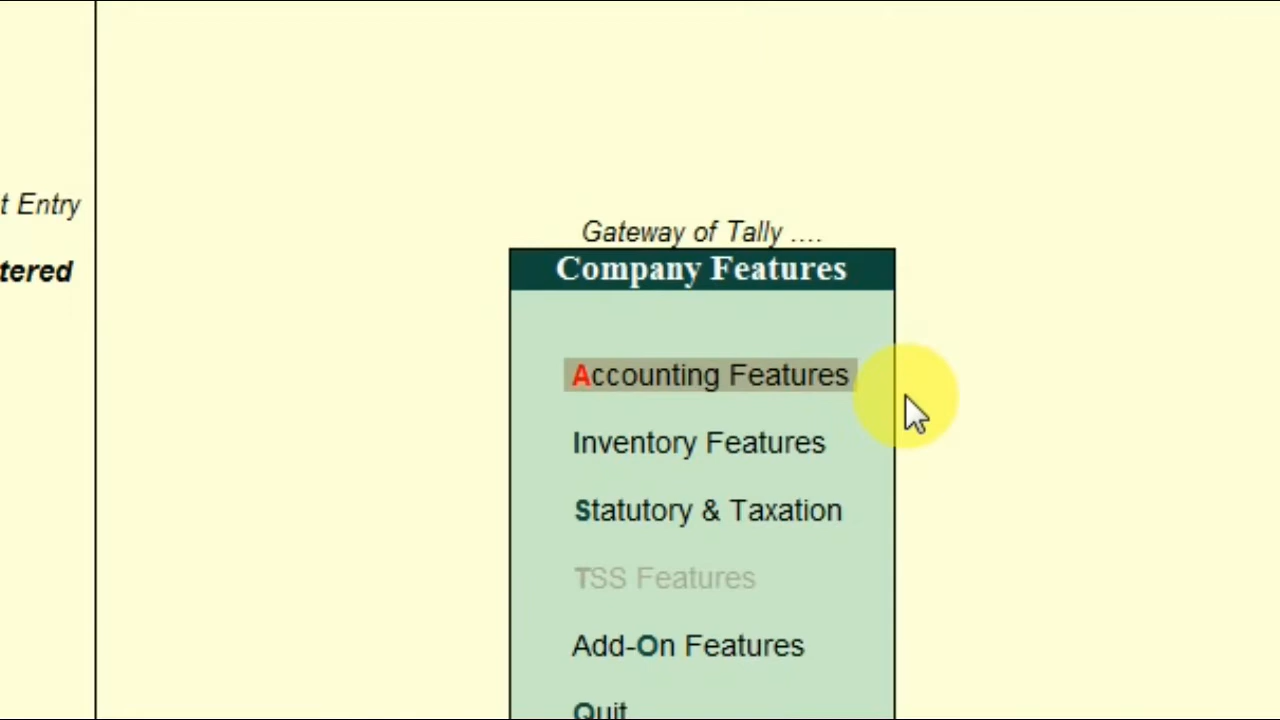 t Entry
tered
Gateway of Tally ....
Company Features
Accounting Features
Inventory Features
Statutory & Taxation
TSS Features
Add-On Features
Quit